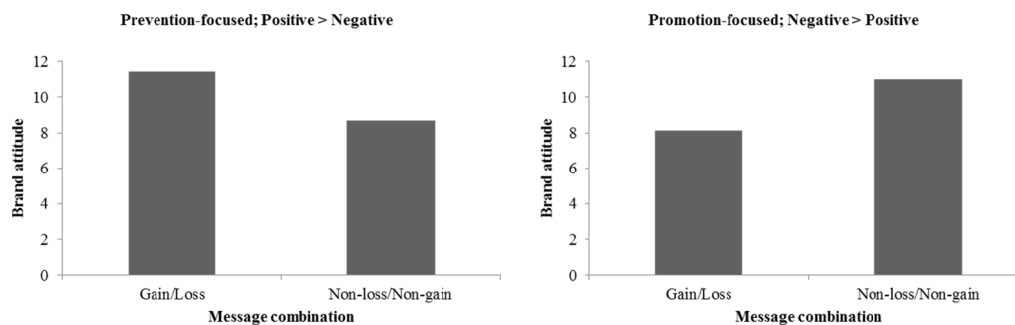 Prevention-focused; Positive > Negative
12
10
8
6
4
2
0
Brand attitude
Gain/Loss
Non-loss/Non-gain
Message combination
Promotion-focused; Negative > Positive
12
10
8
6
4
2
0
Brand attitude
Gain/Loss
Non-loss/Non-gain
Message combination